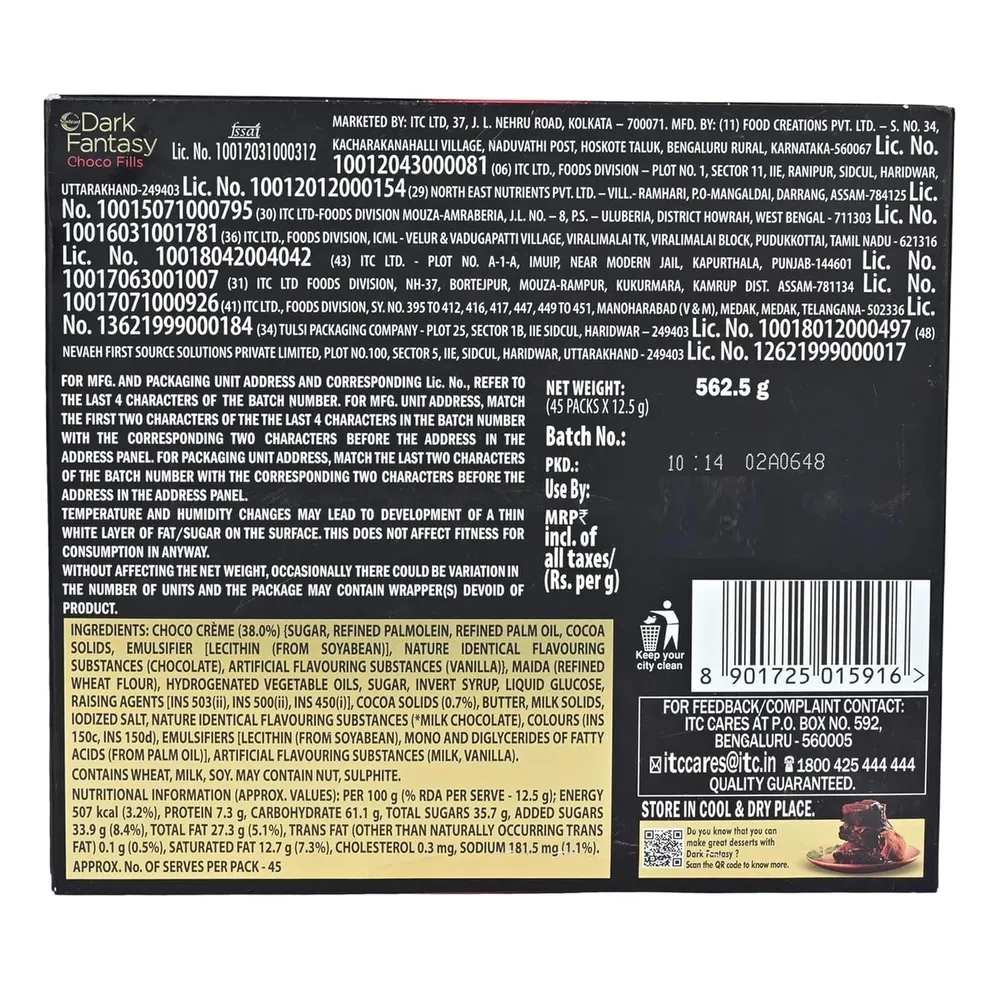 Sunfeast
Dark
Fantasy
Choco Fills
fssai
Lic. No. 10012031000312
MARKETED BY: ITC LTD, 37, J. L. NEHRU ROAD, KOLKATA – 700071. MFD. BY: (11) FOOD CREATIONS PVT. LTD. – S. NO. 34,
KACHARAKANAHALLI VILLAGE, NADUVATHI POST, HOSKOTE TALUK, BENGALURU RURAL, KARNATAKA-560067 Lic. No.
10012043000081 (06) ITC LTD., FOODS DIVISION – PLOT NO. 1, SECTOR 11, IIE, RANIPUR, SIDCUL, HARIDWAR,
UTTARAKHAND-249403 Lic. No. 10012012000154 (29) NORTH EAST NUTRIENTS PVT. LTD. – VILL.- RAMHARI, P.O-MANGALDAI, DARRANG, ASSAM-784125 Lic.
No. 10015071000795 (30) ITC LTD-FOODS DIVISION MOUZA-AMRABERIA, J.L. NO. – 8, P.S. – ULUBERIA, DISTRICT HOWRAH, WEST BENGAL - 711303 Lic. No.
10016031001781 (36) ITC LTD., FOODS DIVISION, ICML - VELUR & VADUGAPATTI VILLAGE, VIRALIMALAI TK, VIRALIMALAI BLOCK, PUDUKKOTTAI, TAMIL NADU - 621316
Lic. No. 10018042004042 (43) ITC LTD. - PLOT NO. A-1-A, IMUIP, NEAR MODERN JAIL, KAPURTHALA, PUNJAB-144601 Lic. No.
10017063001007 (31) ITC LTD FOODS DIVISION, NH-37, BORTEJPUR, MOUZA-RAMPUR, KUKURMARA, KAMRUP DIST. ASSAM-781134 Lic. No.
10017071000926 (41) ITC LTD., FOODS DIVISION, SY. NO. 395 TO 412, 416, 417, 447, 449 TO 451, MANOHARABAD (V & M), MEDAK, MEDAK, TELANGANA- 502336 Lic.
No. 13621999000184 (34) TULSI PACKAGING COMPANY - PLOT 25, SECTOR 1B, IIE SIDCUL, HARIDWAR – 249403 Lic. No. 10018012000497 (48)
NEVAEH FIRST SOURCE SOLUTIONS PRIVATE LIMITED, PLOT NO.100, SECTOR 5, IIE, SIDCUL, HARIDWAR, UTTARAKHAND - 249403 Lic. No. 12621999000017
FOR MFG. AND PACKAGING UNIT ADDRESS AND CORRESPONDING Lic. No., REFER TO
THE LAST 4 CHARACTERS OF THE BATCH NUMBER. FOR MFG. UNIT ADDRESS, MATCH
THE FIRST TWO CHARACTERS OF THE THE LAST 4 CHARACTERS IN THE BATCH NUMBER
WITH THE CORRESPONDING TWO CHARACTERS BEFORE THE ADDRESS IN THE
ADDRESS PANEL. FOR PACKAGING UNIT ADDRESS, MATCH THE LAST TWO CHARACTERS
OF THE BATCH NUMBER WITH THE CORRESPONDING TWO CHARACTERS BEFORE THE
ADDRESS IN THE ADDRESS PANEL.
TEMPERATURE AND HUMIDITY CHANGES MAY LEAD TO DEVELOPMENT OF A THIN
WHITE LAYER OF FAT/SUGAR ON THE SURFACE. THIS DOES NOT AFFECT FITNESS FOR
CONSUMPTION IN ANYWAY.
WITHOUT AFFECTING THE NET WEIGHT, OCCASIONALLY THERE COULD BE VARIATION IN
THE NUMBER OF UNITS AND THE PACKAGE MAY CONTAIN WRAPPER(S) DEVOID OF
PRODUCT.
NET WEIGHT: 562.5 g
(45 PACKS X 12.5 g)
Batch No.:
PKD.: 10:14 02A0648
Use By:
MRP₹
incl. of
all taxes/
(Rs. per g)
INGREDIENTS: CHOCO CRÈME (38.0%) {SUGAR, REFINED PALMOLEIN, REFINED PALM OIL, COCOA
SOLIDS, EMULSIFIER [LECITHIN (FROM SOYABEAN)], NATURE IDENTICAL FLAVOURING
SUBSTANCES (CHOCOLATE), ARTIFICIAL FLAVOURING SUBSTANCES (VANILLA)}, MAIDA (REFINED
WHEAT FLOUR), HYDROGENATED VEGETABLE OILS, SUGAR, INVERT SYRUP, LIQUID GLUCOSE,
RAISING AGENTS [INS 503(ii), INS 500(ii), INS 450(i)], COCOA SOLIDS (0.7%), BUTTER, MILK SOLIDS,
IODIZED SALT, NATURE IDENTICAL FLAVOURING SUBSTANCES (*MILK CHOCOLATE), COLOURS (INS
150c, INS 150d), EMULSIFIERS [LECITHIN (FROM SOYABEAN), MONO AND DIGLYCERIDES OF FATTY
ACIDS (FROM PALM OIL)], ARTIFICIAL FLAVOURING SUBSTANCES (MILK, VANILLA).
CONTAINS WHEAT, MILK, SOY. MAY CONTAIN NUT, SULPHITE.
NUTRITIONAL INFORMATION (APPROX. VALUES): PER 100 g (% RDA PER SERVE - 12.5 g); ENERGY
507 kcal (3.2%), PROTEIN 7.3 g, CARBOHYDRATE 61.1 g, TOTAL SUGARS 35.7 g, ADDED SUGARS
33.9 g (8.4%), TOTAL FAT 27.3 g (5.1%), TRANS FAT (OTHER THAN NATURALLY OCCURRING TRANS
FAT) 0.1 g (0.5%), SATURATED FAT 12.7 g (7.3%), CHOLESTEROL 0.3 mg, SODIUM 181.5 mg (1.1%).
APPROX. No. OF SERVES PER PACK - 45
Keep your
city clean
8 901725 015916 >
FOR FEEDBACK/COMPLAINT CONTACT:
ITC CARES AT P.O. BOX NO. 592,
BENGALURU - 560005
itccares@itc.in 1800 425 444 444
QUALITY GUARANTEED.
STORE IN COOL & DRY PLACE.
Do you know that you can
make great desserts with
Dark Fantasy ?
Scan the QR code to know more.